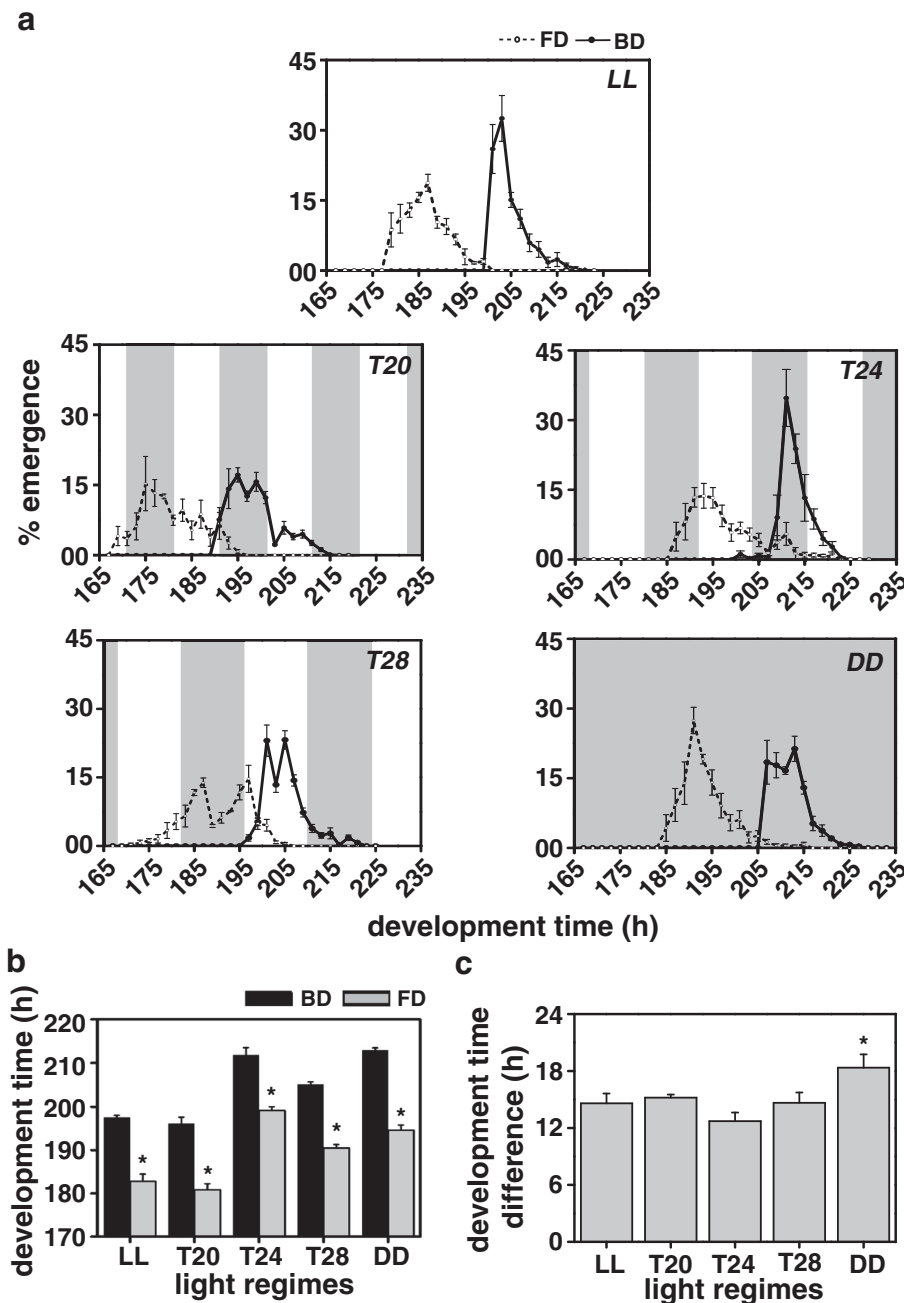 a
FD BD
LL
45
30
15
00
165 175 185 195 205 215 225 235
% emergence
T20
45
30
15
00
165 175 185 195 205 215 225 235
T24
45
30
15
00
165 175 185 195 205 215 225 235
T28
45
30
15
00
165 175 185 195 205 215 225 235
DD
45
30
15
00
165 175 185 195 205 215 225 235
development time (h)
b
BD FD
development time (h)
220
210
200
190
180
170
* * * * *
LL T20 T24 T28 DD
light regimes
c
development time
difference (h)
24
18
12
6
0
*
LL T20 T24 T28 DD
light regimes